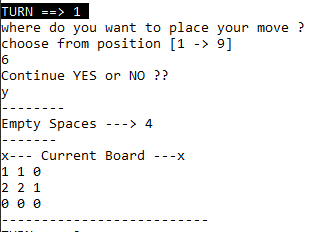 TURN ==> 1
where do you want to place your move ?
choose from position [1 -> 9]
6
Continue YES or NO ??
y
--------
Empty Spaces ---> 4
-------
x--- Current Board ---x
1 1 0
2 2 1
0 0 0
--------------------------